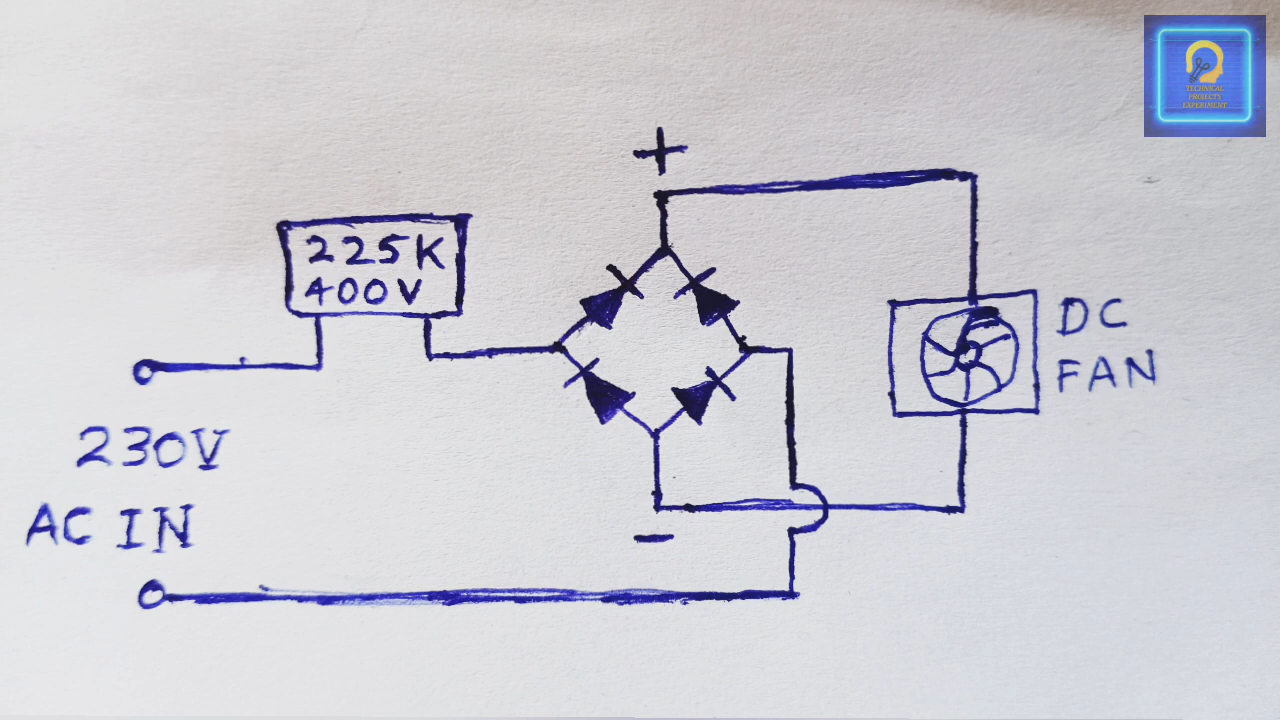 TECHNICAL
PROJECTS
EXPERIMENT
+
225K
400V
DC
FAN
230V
AC IN
-